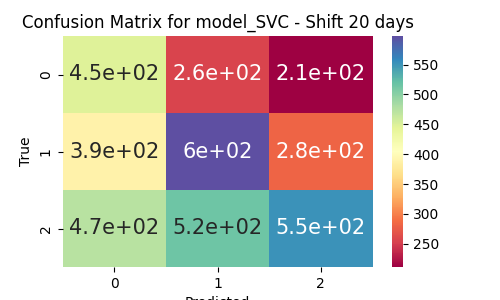 Confusion Matrix for model_SVC - Shift 20 days
0 4.5e+02 2.6e+02 2.1e+02
1 3.9e+02 6e+02 2.8e+02
2 4.7e+02 5.2e+02 5.5e+02
0 1 2
True
Predicted
550
500
450
400
350
300
250